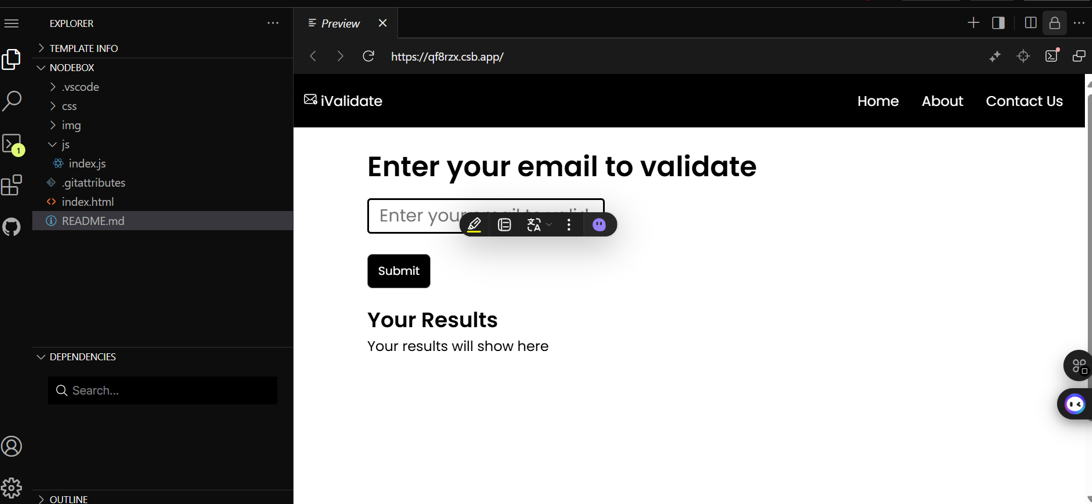 EXPLORER
TEMPLATE INFO
NODEBOX
.vscode
css
img
js
index.js
.gitattributes
index.html
README.md
DEPENDENCIES
Search...
OUTLINE
1
Preview
https://qf8rzx.csb.app/
iValidate
Home About Contact Us
Enter your email to validate
Enter your
Submit
Your Results
Your results will show here